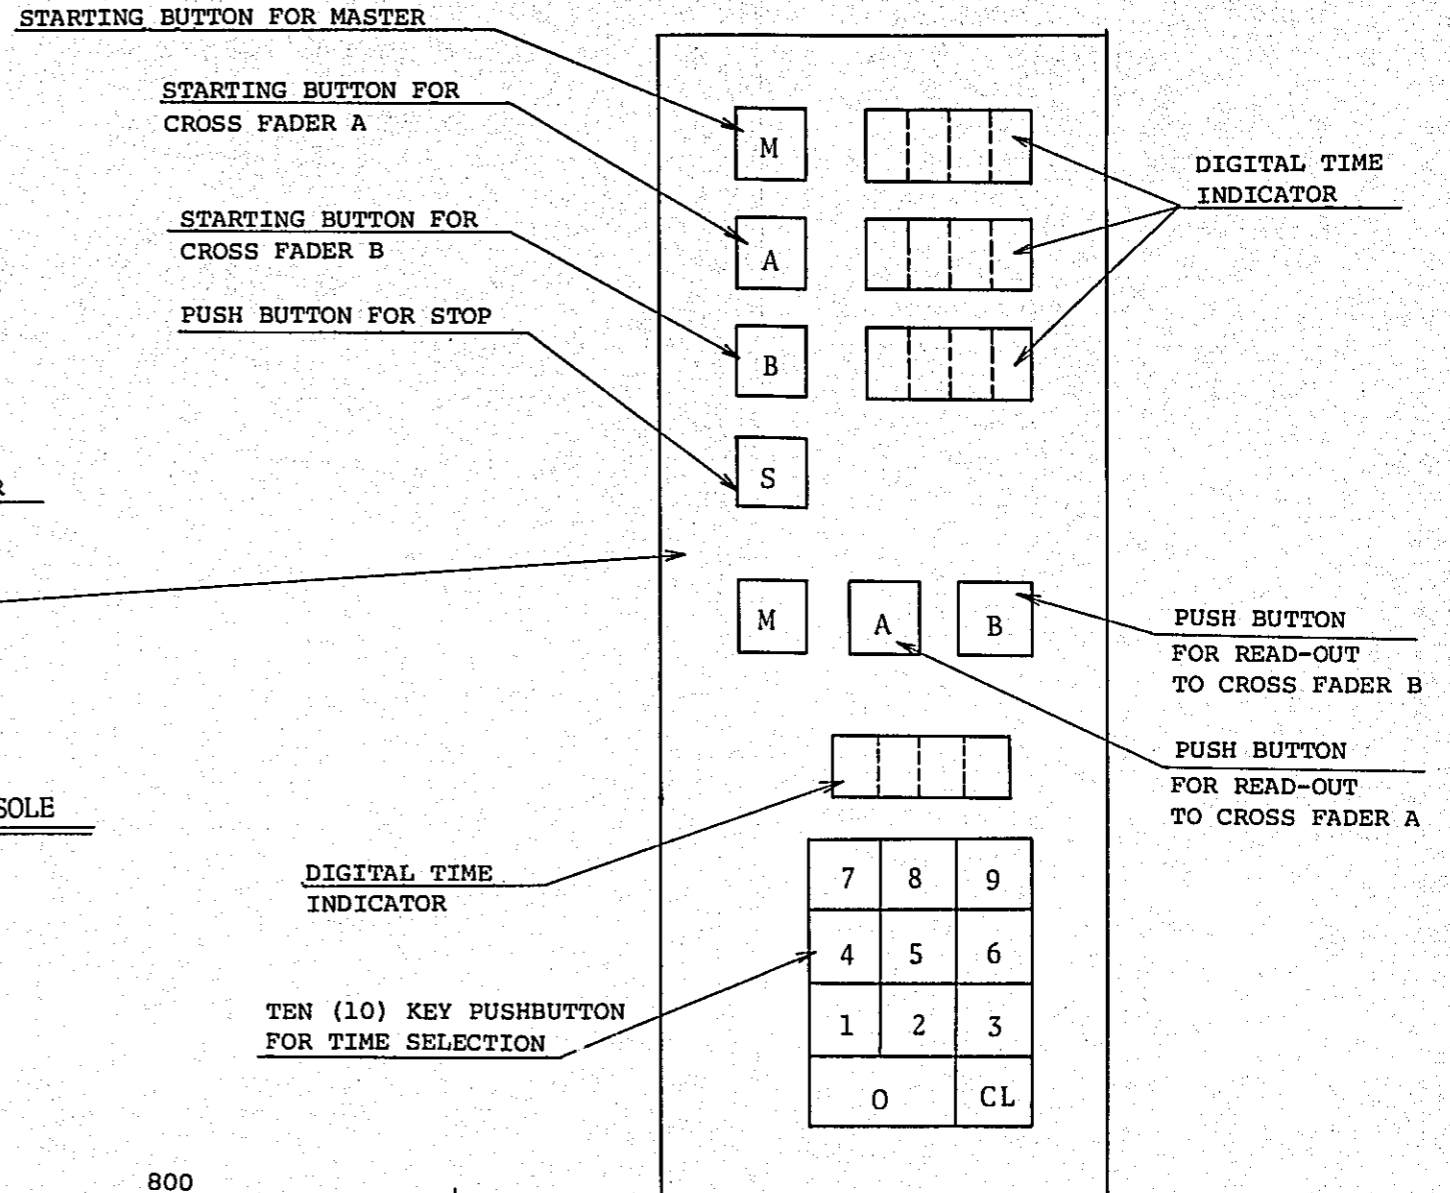 STARTING BUTTON FOR MASTER
STARTING BUTTON FOR
CROSS FADER A
M
DIGITAL TIME
INDICATOR
STARTING BUTTON FOR
CROSS FADER B
A
PUSH BUTTON FOR STOP
B
S
R
M
A
B
PUSH BUTTON
FOR READ-OUT
TO CROSS FADER B
PUSH BUTTON
FOR READ-OUT
TO CROSS FADER A
SOLE
DIGITAL TIME
INDICATOR
7 8 9
4 5 6
TEN (10) KEY PUSHBUTTON
FOR TIME SELECTION
1 2 3
0 CL
800